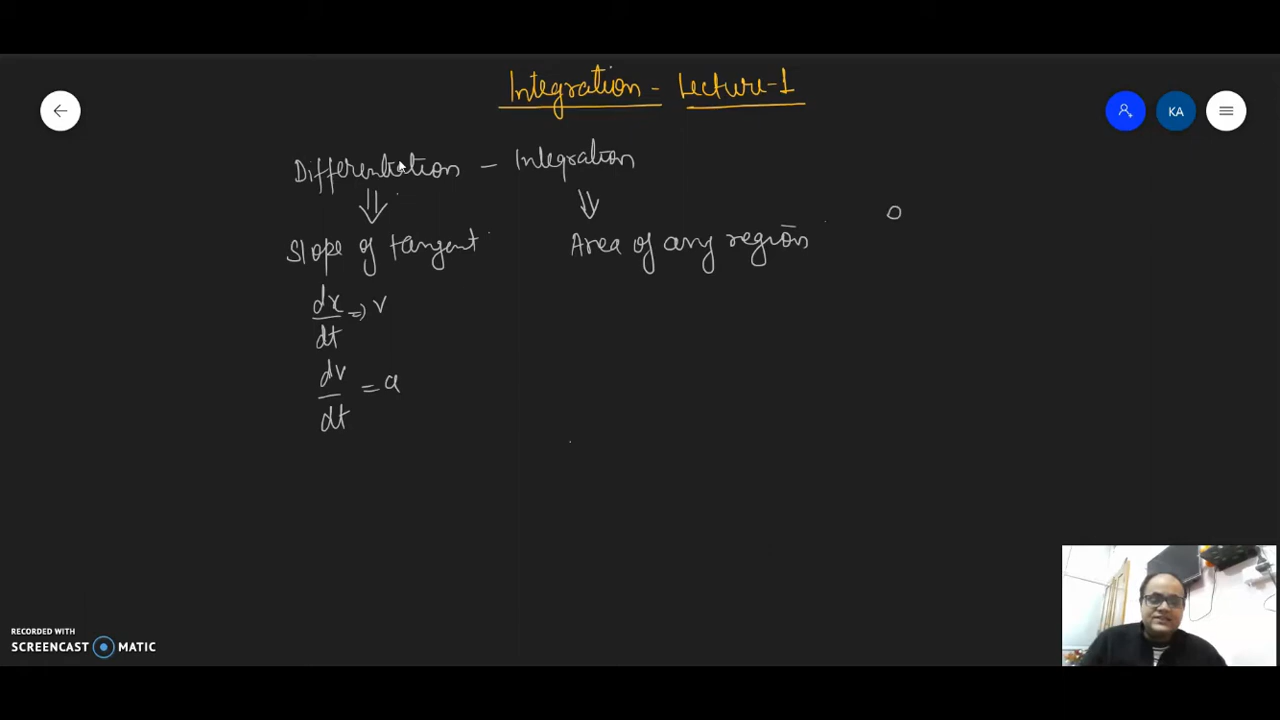 Integration - Lecture-1
KA
Differentiation - Integration
⇓ ⇓
Slope of tangent Area of any region
dx/dt => v
dv/dt = a
RECORDED WITH
SCREENCAST MATIC